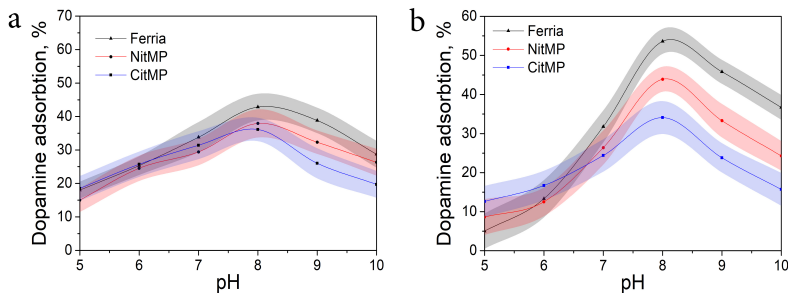 a
Dopamine adsorbtion, %
70
60
50
40
30
20
10
0
Ferria
NitMP
CitMP
5 6 7 8 9 10
pH
b
Dopamine adsorbtion, %
60
50
40
30
20
10
0
Ferria
NitMP
CitMP
5 6 7 8 9 10
pH